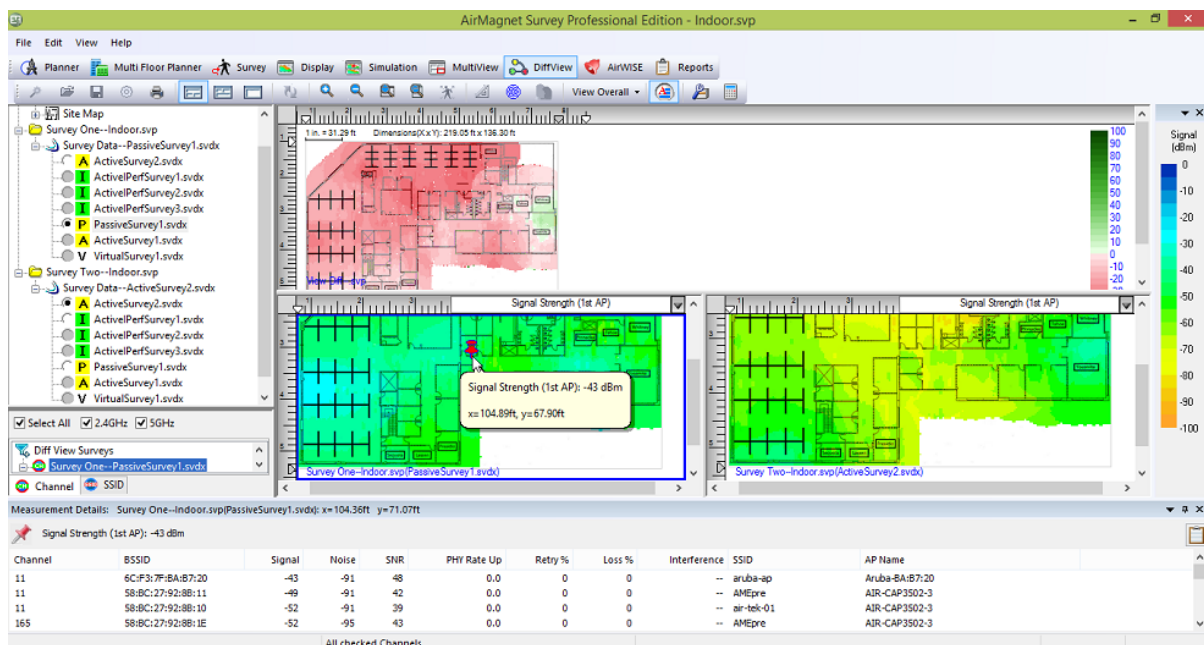 AirMagnet Survey Professional Edition - Indoor.svp
File Edit View Help
Planner Multi Floor Planner Survey Display Simulation MultiView DiffView AirWISE Reports
View Overall
Site Map
Survey One--Indoor.svp
Survey Data--PassiveSurvey1.svdx
A ActiveSurvey2.svdx
I ActiveIPerfSurvey1.svdx
I ActiveIPerfSurvey2.svdx
I ActiveIPerfSurvey3.svdx
P PassiveSurvey1.svdx
A ActiveSurvey1.svdx
V VirtualSurvey1.svdx
Survey Two--Indoor.svp
Survey Data--ActiveSurvey2.svdx
A ActiveSurvey2.svdx
I ActiveIPerfSurvey1.svdx
I ActiveIPerfSurvey2.svdx
I ActiveIPerfSurvey3.svdx
P PassiveSurvey1.svdx
A ActiveSurvey1.svdx
V VirtualSurvey1.svdx
Select All 2.4GHz 5GHz
Diff View Surveys
Survey One--PassiveSurvey1.svdx
Channel SSID
1 in. = 31.29 ft Dimensions(X x Y): 219.05 ft x 136.30 ft
View Diff .svp
100
90
80
70
60
50
40
30
20
10
0
-10
-20
Signal Strength (1st AP)
Signal Strength (1st AP): -43 dBm
x=104.89ft, y=67.90ft
Survey One--Indoor.svp(PassiveSurvey1.svdx)
Signal Strength (1st AP)
Survey Two--Indoor.svp(ActiveSurvey2.svdx)
Signal
(dBm)
0
-10
-20
-30
-40
-50
-60
-70
-80
-90
-100
Measurement Details: Survey One--Indoor.svp(PassiveSurvey1.svdx): x=104.36ft y=71.07ft
Signal Strength (1st AP): -43 dBm
Channel BSSID Signal Noise SNR PHY Rate Up Retry % Loss % Interference SSID AP Name
11 6C:F3:7F:BA:B7:20 -43 -91 48 0.0 0 0 -- aruba-ap Aruba-BA:B7:20
11 58:BC:27:92:8B:11 -49 -91 42 0.0 0 0 -- AMEpre AIR-CAP3502-3
11 58:BC:27:92:8B:10 -52 -91 39 0.0 0 0 -- air-tek-01 AIR-CAP3502-3
165 58:BC:27:92:8B:1E -52 -95 43 0.0 0 0 -- AMEpre AIR-CAP3502-3
All checked Channels